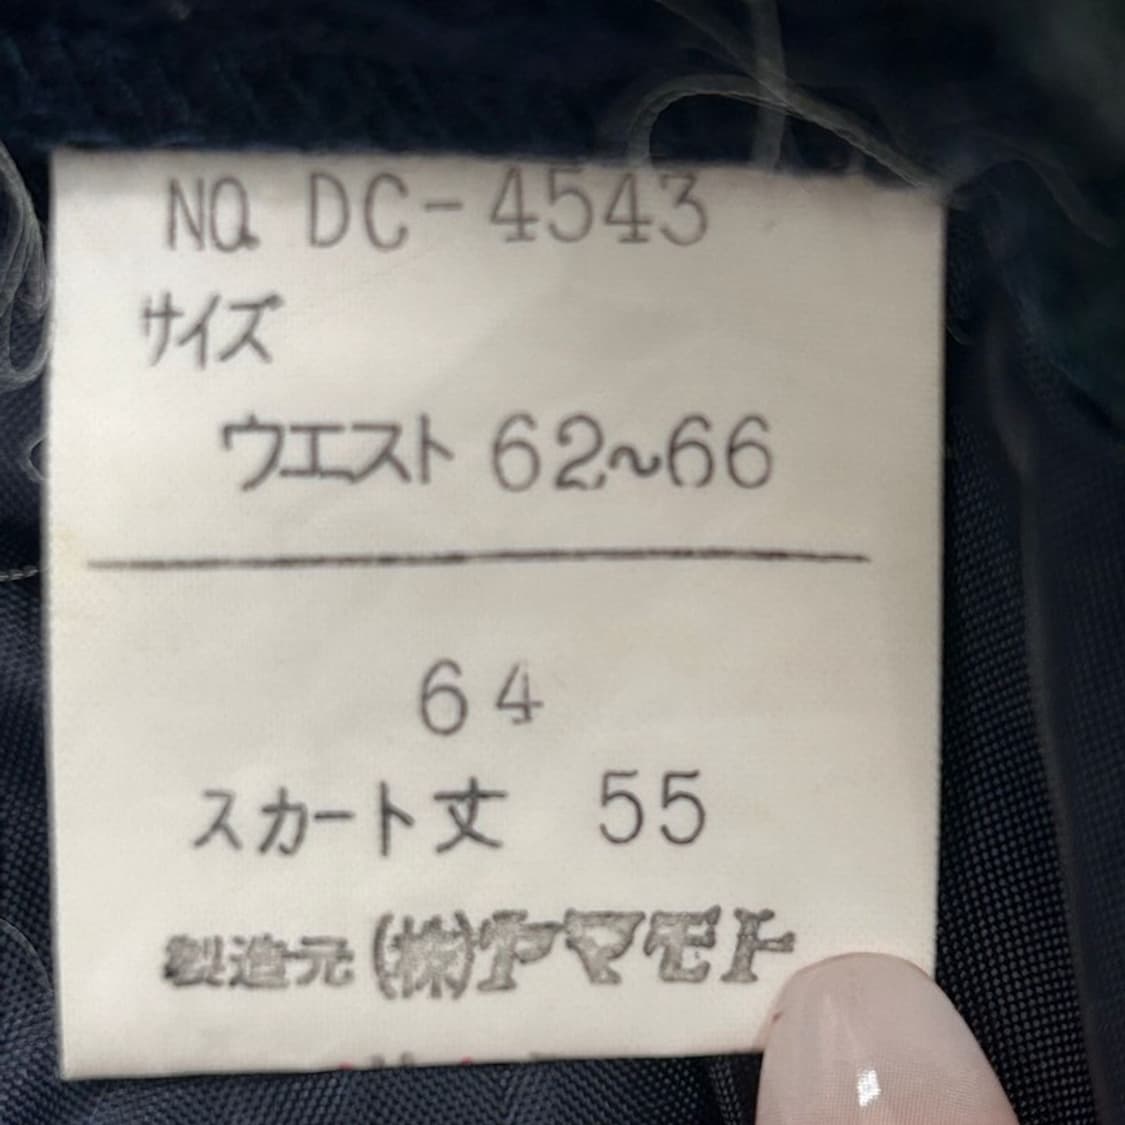 NO. DC-4543
サイズ
ウエスト 62~66
64
スカート丈 55
製造元 (株)ヤマモト